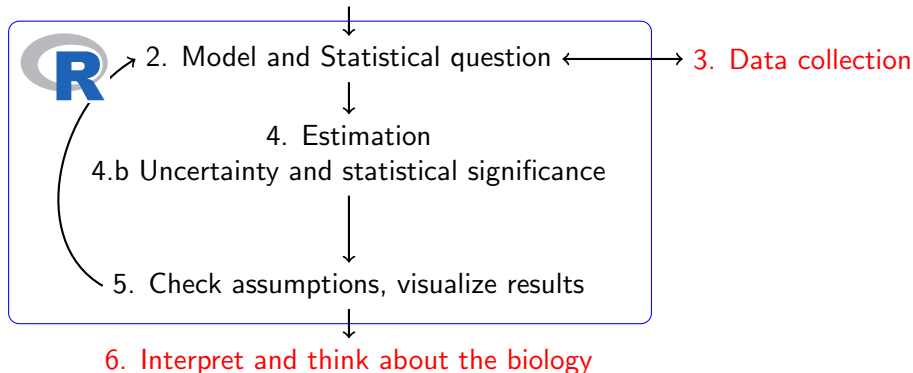 R
2. Model and Statistical question
3. Data collection
4. Estimation
4.b Uncertainty and statistical significance
5. Check assumptions, visualize results
6. Interpret and think about the biology